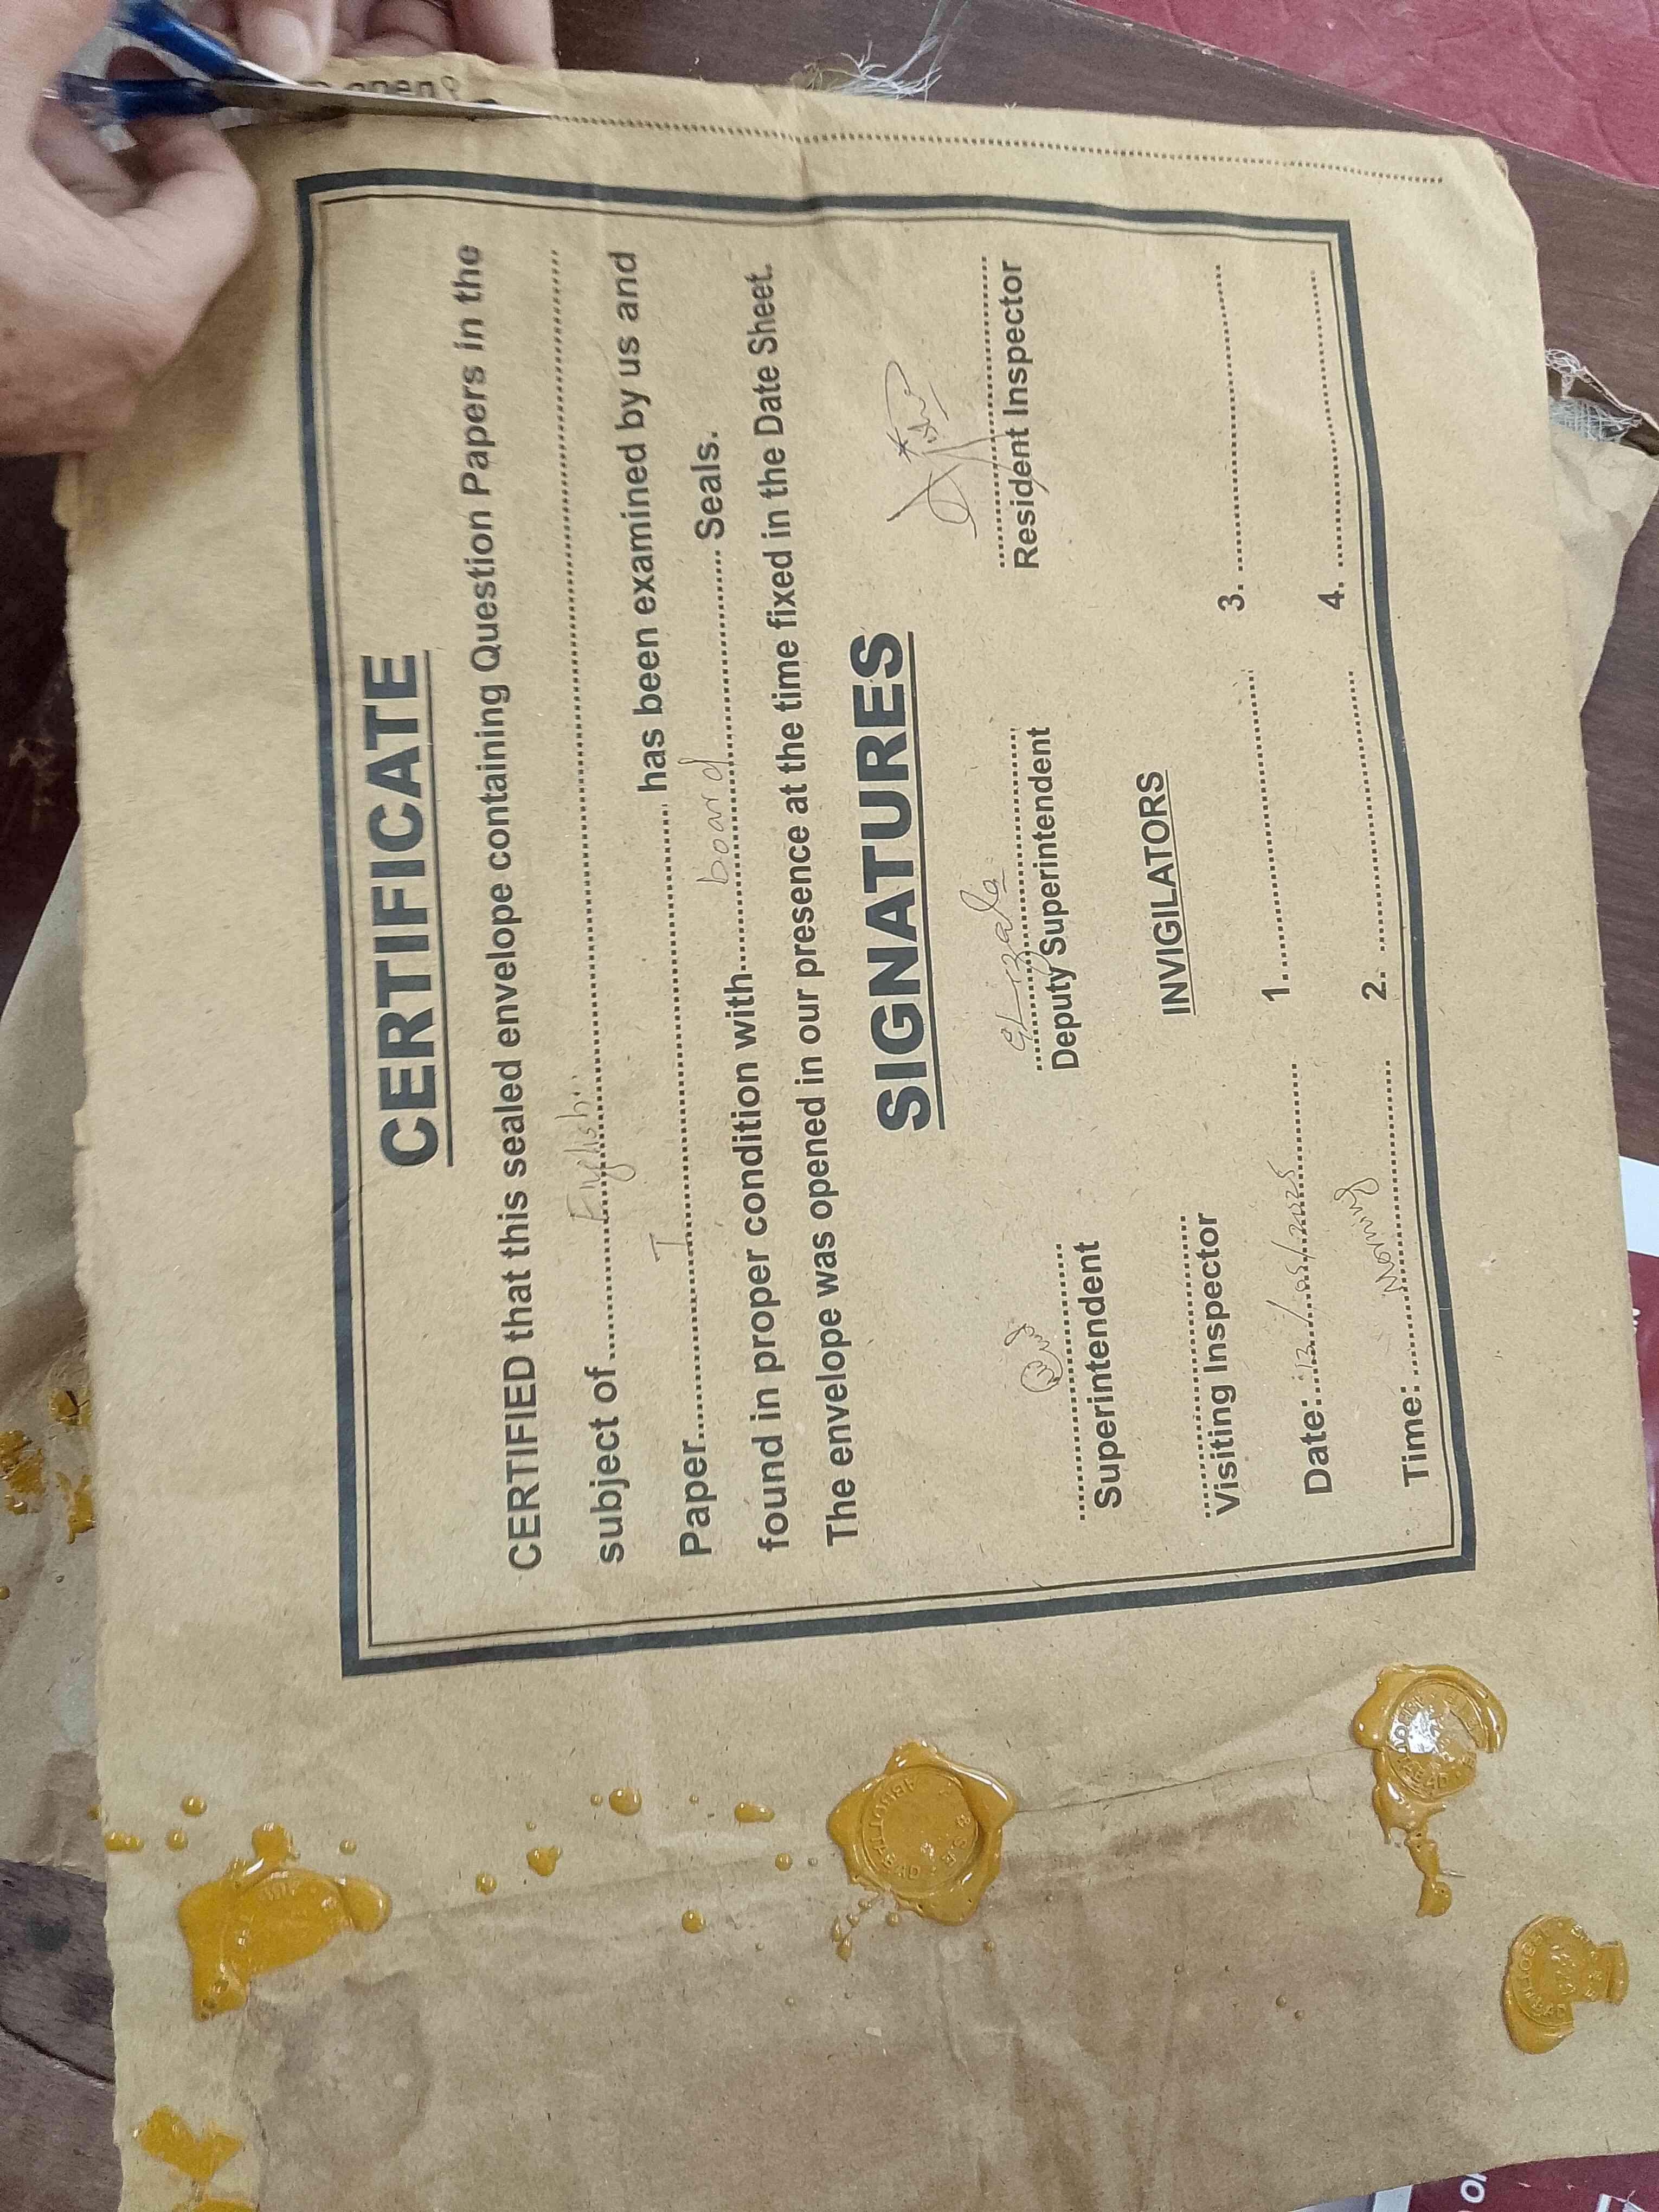 open
CERTIFICATE
CERTIFIED that this sealed envelope containing Question Papers in the
subject of English
Paper I has been examined by us and
found in proper condition with board Seals.
The envelope was opened in our presence at the time fixed in the Date Sheet.
SIGNATURES
Superintendent
Deputy Superintendent
Resident Inspector
Visiting Inspector
INVIGILATORS
Date: 13/05/2025
Time: Morning
1.
2.
3.
4.
ABBOTTABAD